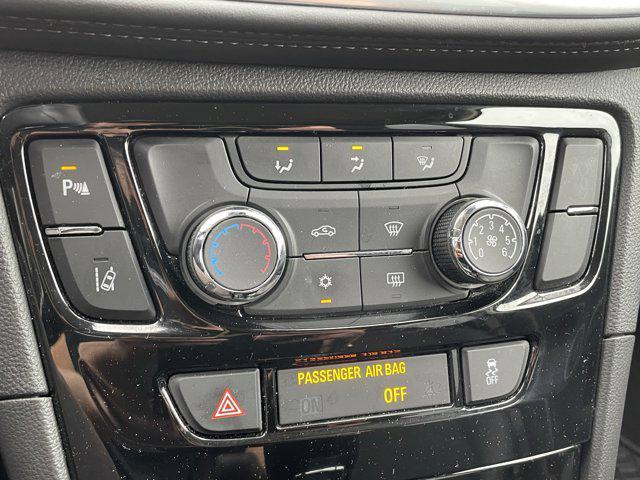 P
0 1 2 3 4 5 6
PASSENGER AIR BAG
ON OFF
OFF